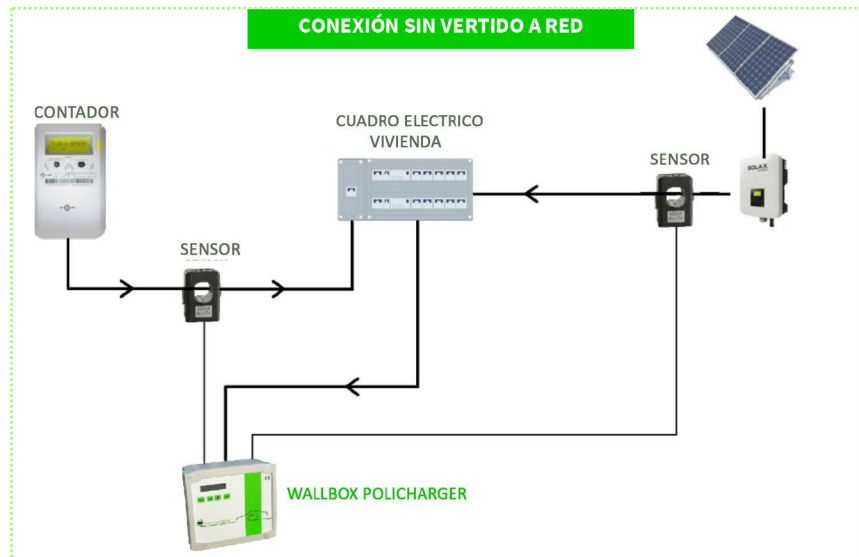 CONEXIÓN SIN VERTIDO A RED
CONTADOR
CUADRO ELECTRICO
VIVIENDA
SENSOR
SOLAX
SENSOR
WALLBOX POLICHARGER